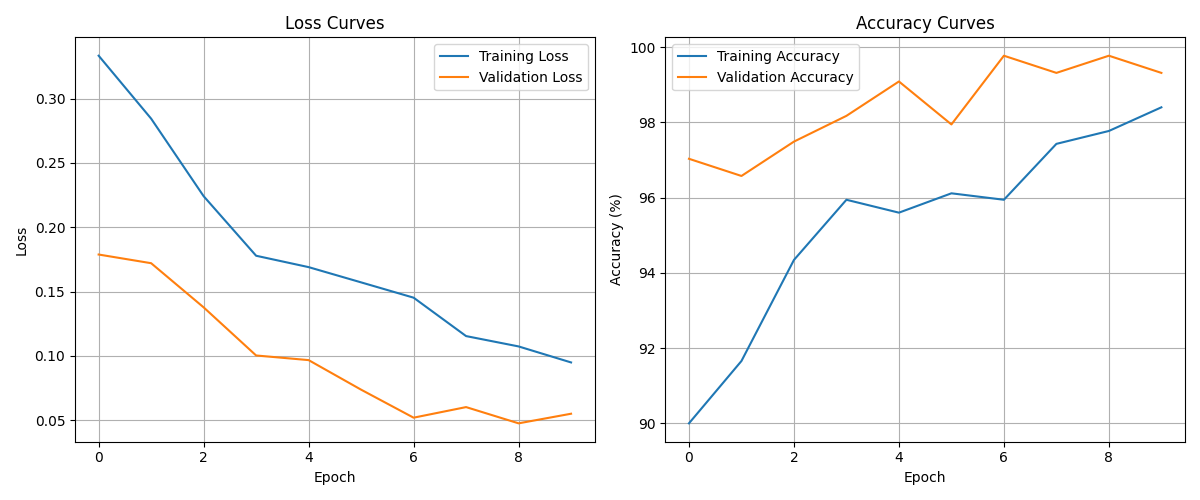 Loss Curves
Training Loss
Validation Loss
0.30
0.25
0.20
0.15
0.10
0.05
Loss
0 2 4 6 8
Epoch
Accuracy Curves
Training Accuracy
Validation Accuracy
100
98
96
94
92
90
Accuracy (%)
0 2 4 6 8
Epoch